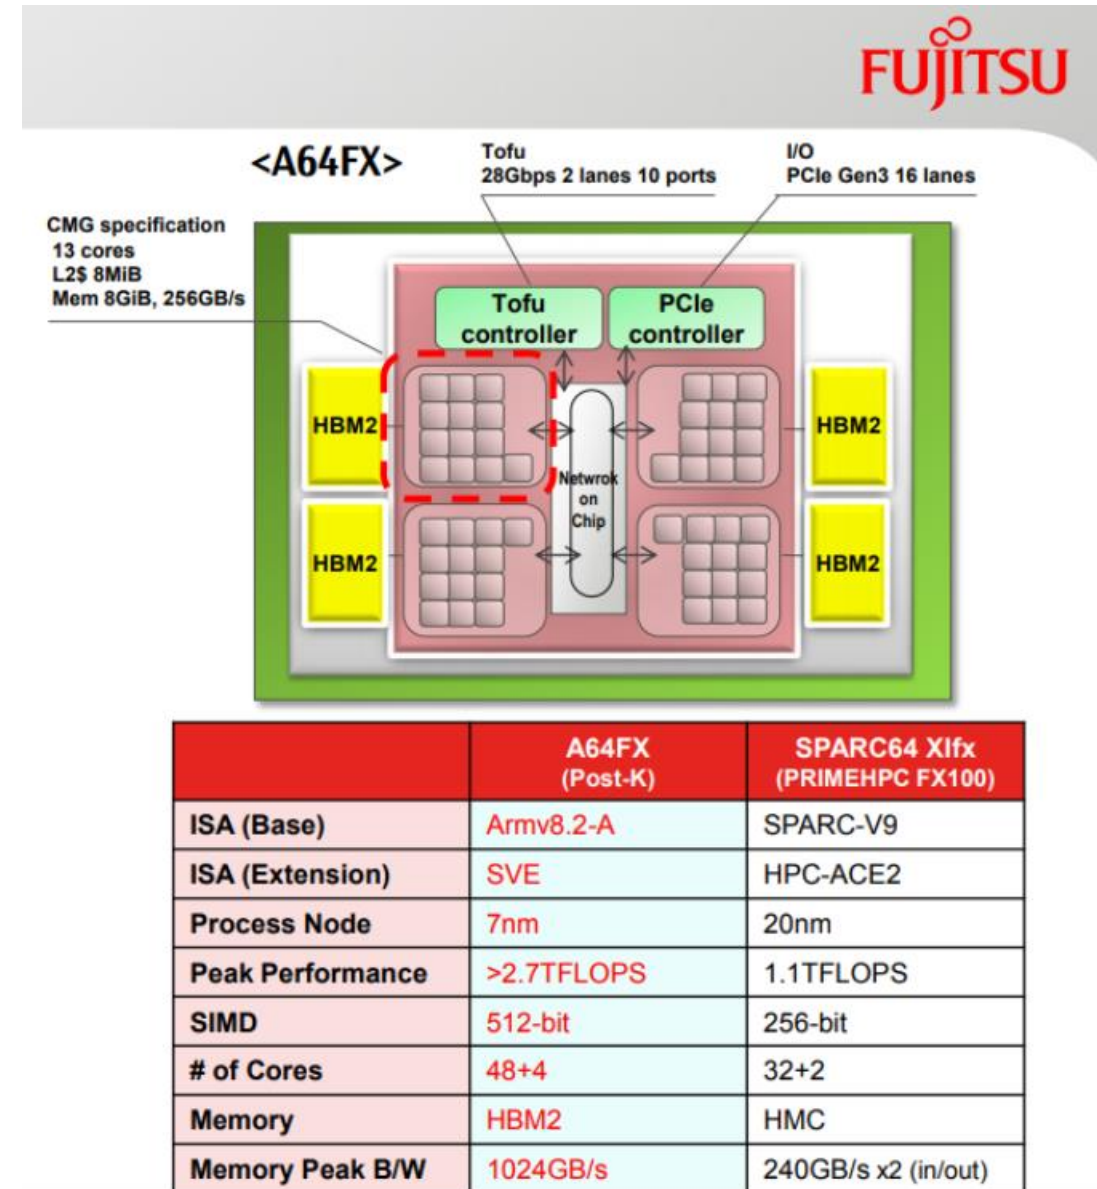 FUJITSU
<A64FX>
Tofu
28Gbps 2 lanes 10 ports
I/O
PCIe Gen3 16 lanes
CMG specification
13 cores
L2$ 8MiB
Mem 8GiB, 256GB/s
Tofu
controller
PCIe
controller
HBM2
HBM2
Netwrok
on
Chip
HBM2
HBM2
A64FX
(Post-K)
SPARC64 XIfx
(PRIMEHPC FX100)
ISA (Base)
Armv8.2-A
SPARC-V9
ISA (Extension)
SVE
HPC-ACE2
Process Node
7nm
20nm
Peak Performance
>2.7TFLOPS
1.1TFLOPS
SIMD
512-bit
256-bit
# of Cores
48+4
32+2
Memory
HBM2
HMC
Memory Peak B/W
1024GB/s
240GB/s x2 (in/out)